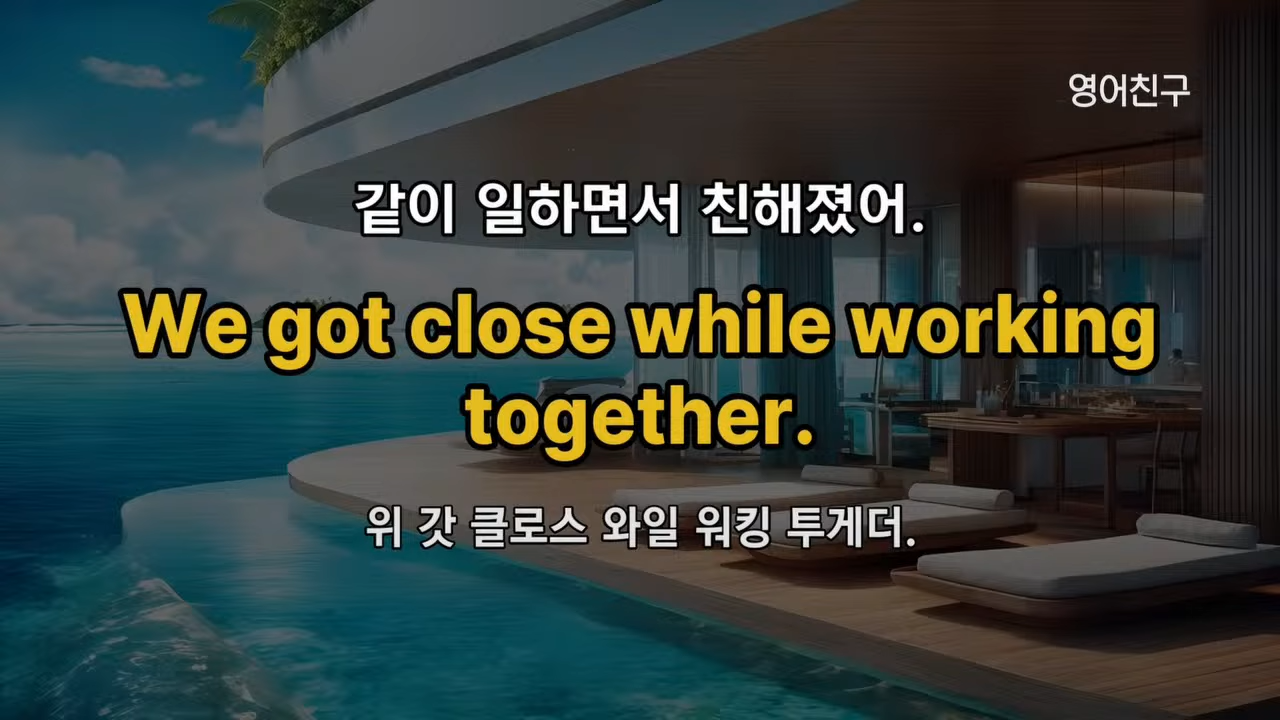 영어친구
같이 일하면서 친해졌어.
We got close while working
together.
위 갓 클로스 와일 워킹 투게더.